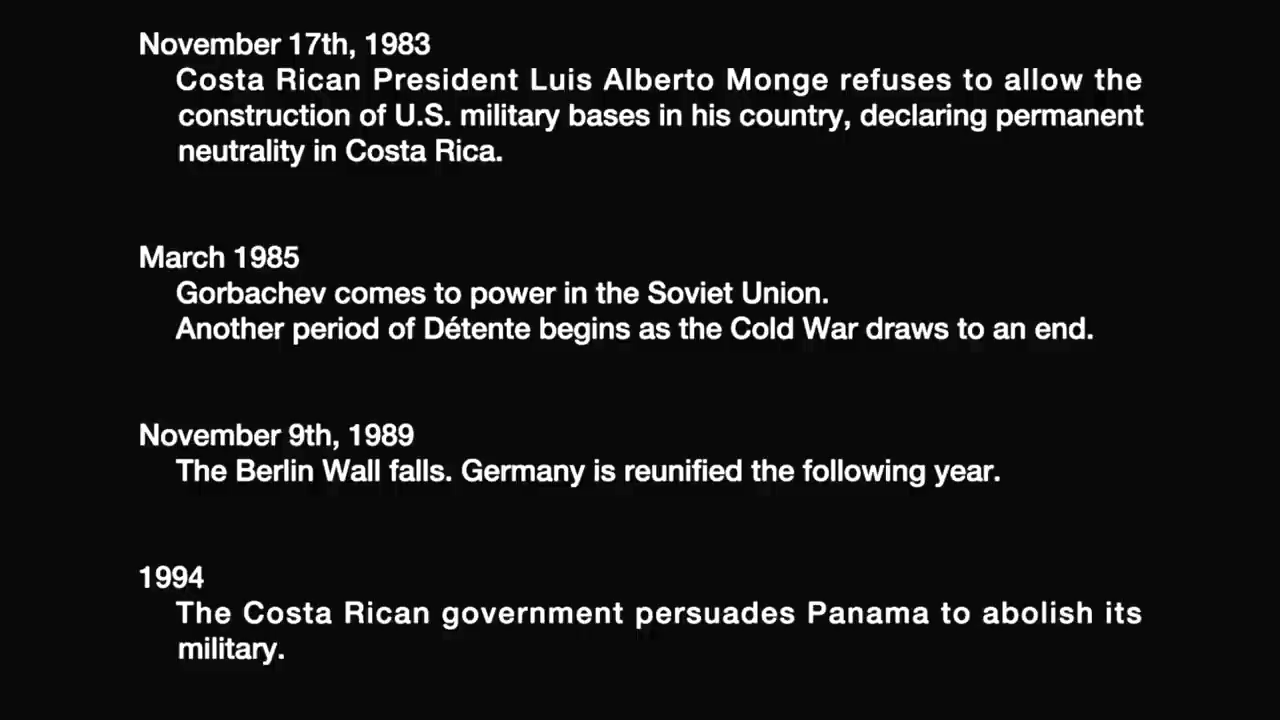 November 17th, 1983
Costa Rican President Luis Alberto Monge refuses to allow the
construction of U.S. military bases in his country, declaring permanent
neutrality in Costa Rica.
March 1985
Gorbachev comes to power in the Soviet Union.
Another period of Détente begins as the Cold War draws to an end.
November 9th, 1989
The Berlin Wall falls. Germany is reunified the following year.
1994
The Costa Rican government persuades Panama to abolish its
military.